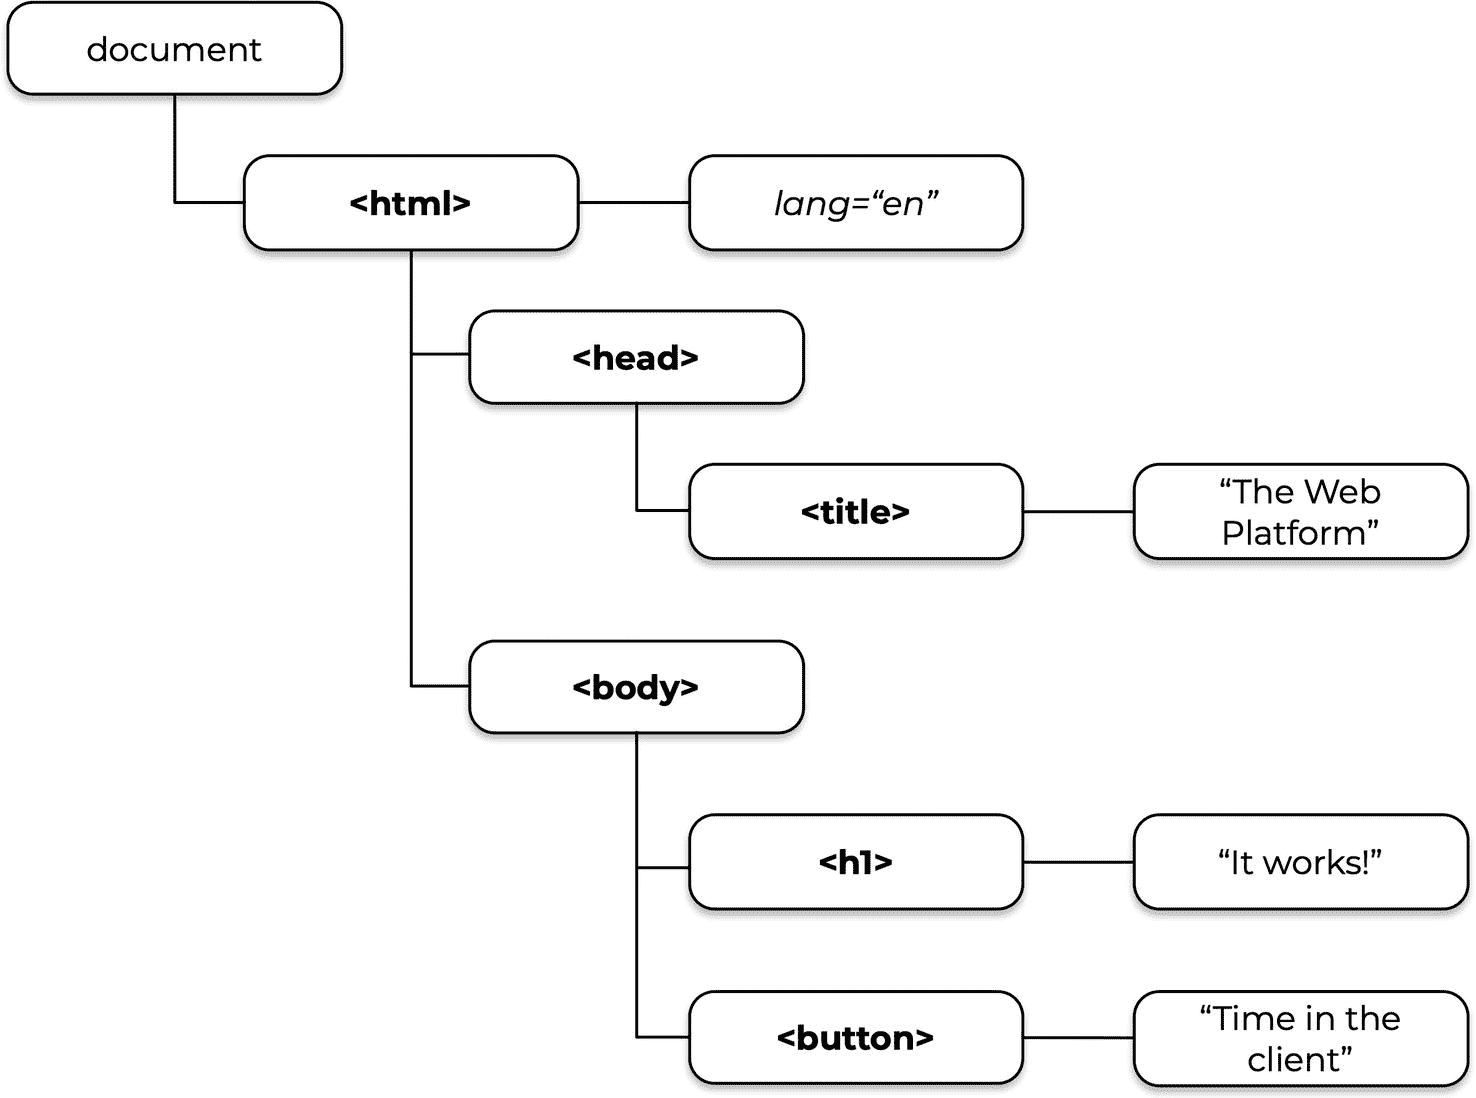 document
<html>
lang=“en”
<head>
<title>
“The Web
Platform”
<body>
<h1>
“It works!”
<button>
“Time in the
client”